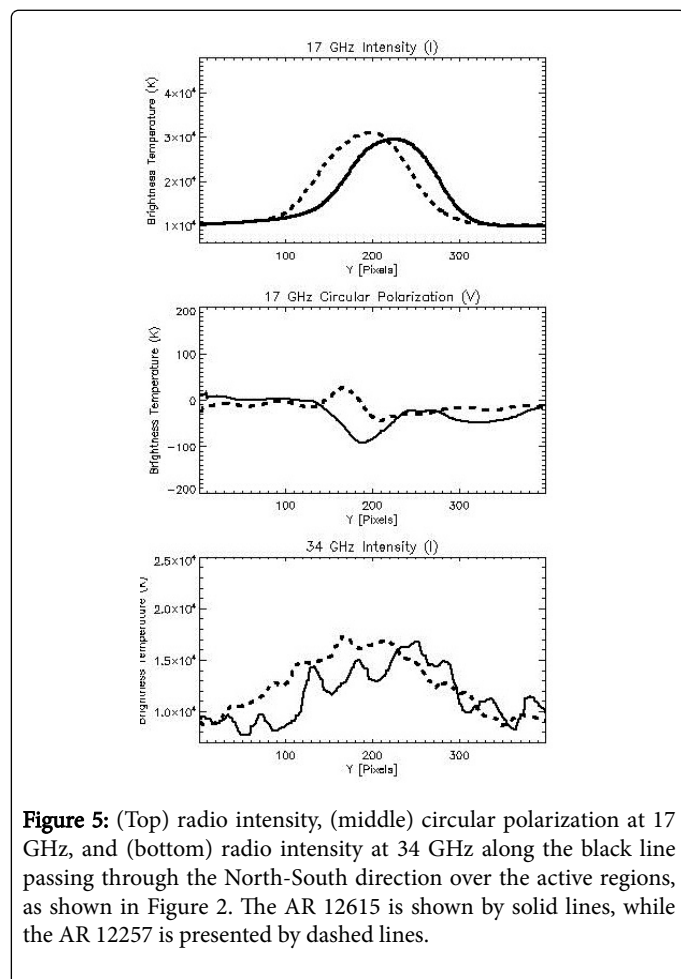 17 GHz Intensity (I)
Brightness Temperature (K)
4×10⁴
3×10⁴
2×10⁴
1×10⁴
100 200 300
Y [Pixels]
17 GHz Circular Polarization (V)
Brightness Temperature (K)
200
100
0
−100
−200
100 200 300
Y [Pixels]
34 GHz Intensity (I)
Brightness Temperature (K)
2.5×10⁴
2.0×10⁴
1.5×10⁴
1.0×10⁴
100 200 300
Y [Pixels]
Figure 5: (Top) radio intensity, (middle) circular polarization at 17
GHz, and (bottom) radio intensity at 34 GHz along the black line
passing through the North-South direction over the active regions,
as shown in Figure 2. The AR 12615 is shown by solid lines, while
the AR 12257 is presented by dashed lines.